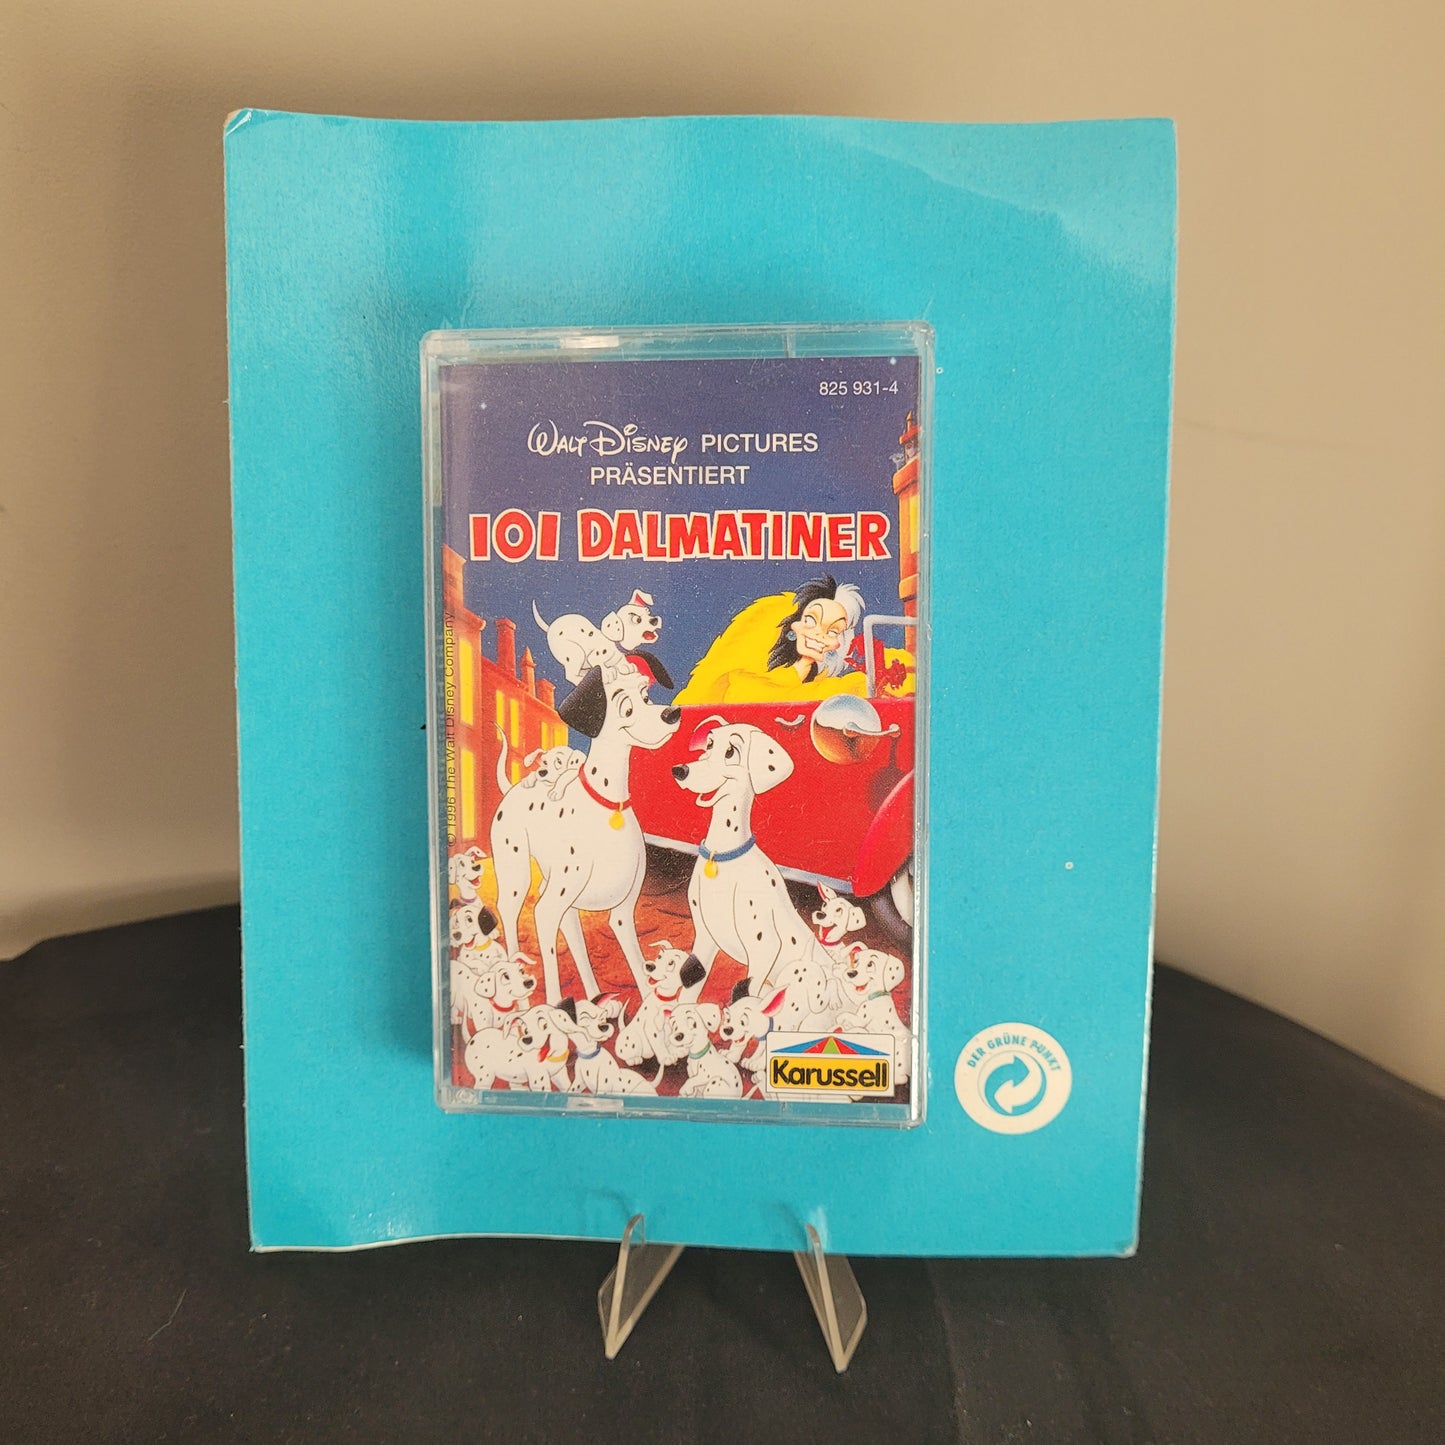 825 931-4
Walt Disney PICTURES
PRÄSENTIERT
101 DALMATINER
© 1996 The Walt Disney Company
Karussell
DER GRÜNE PUNKT